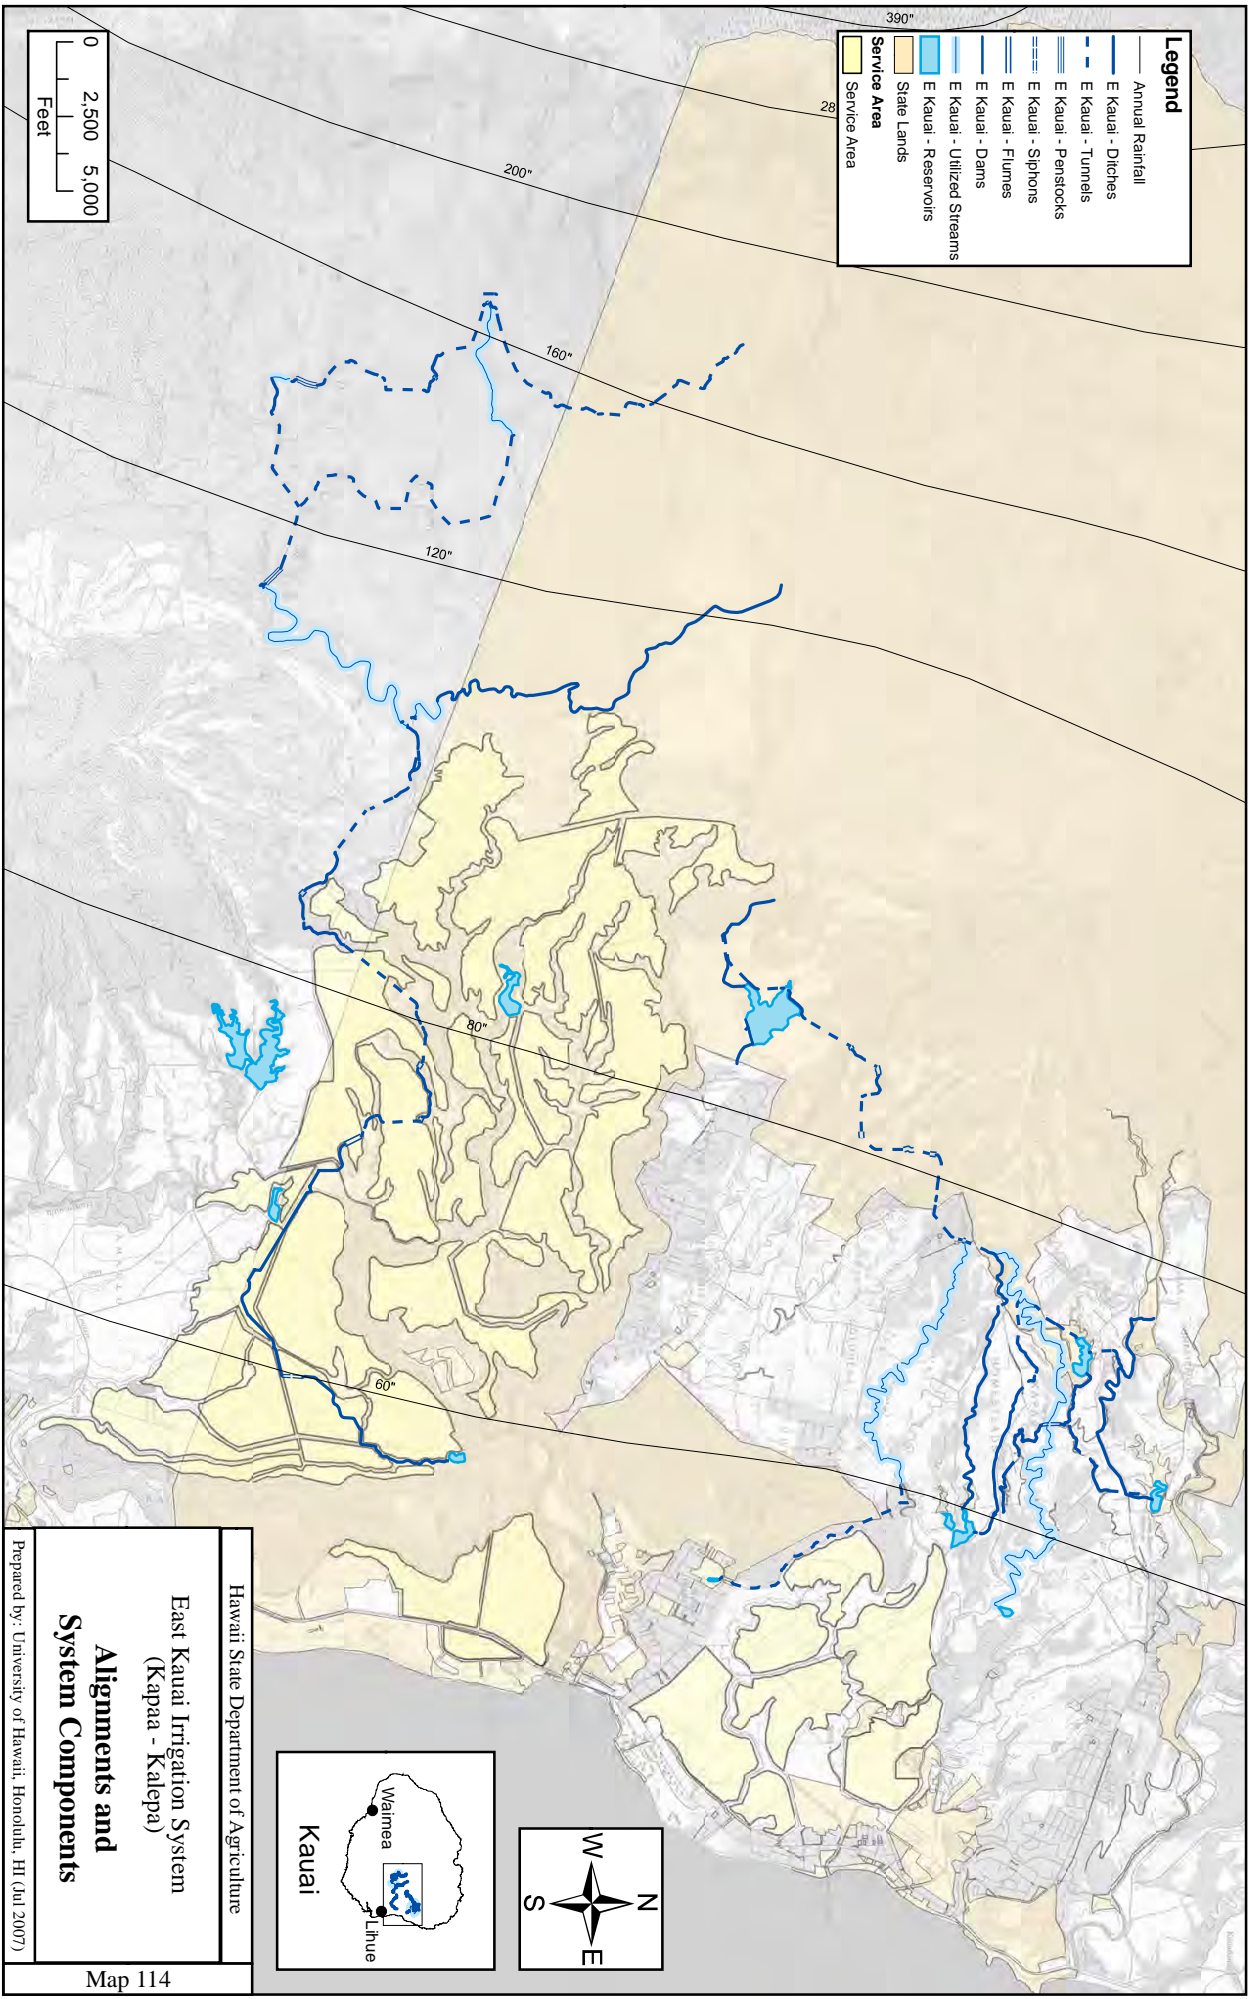 Legend
Annual Rainfall
E Kauai - Ditches
E Kauai - Tunnels
E Kauai - Penstocks
E Kauai - Siphons
E Kauai - Flumes
E Kauai - Dams
E Kauai - Utilized Streams
E Kauai - Reservoirs
State Lands
Service Area
Service Area
0 2,500 5,000
Feet
390"
28
200"
160"
120"
80"
60"
N
W E
S
Waimea
Lihue
Kauai
Hawaii State Department of Agriculture
East Kauai Irrigation System
(Kapaa - Kalepa)
Alignments and
System Components
Prepared by: University of Hawaii, Honolulu, HI (Jul 2007)
Map 114